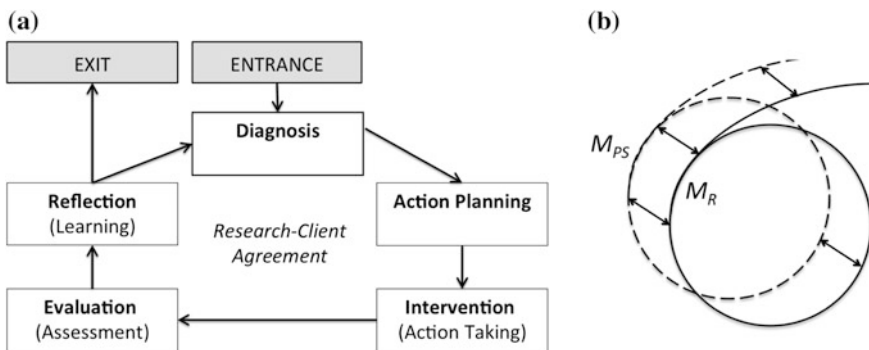 (a)
EXIT
ENTRANCE
Diagnosis
Reflection
(Learning)
Research-Client
Agreement
Action Planning
Evaluation
(Assessment)
Intervention
(Action Taking)
(b)
M_PS
M_R